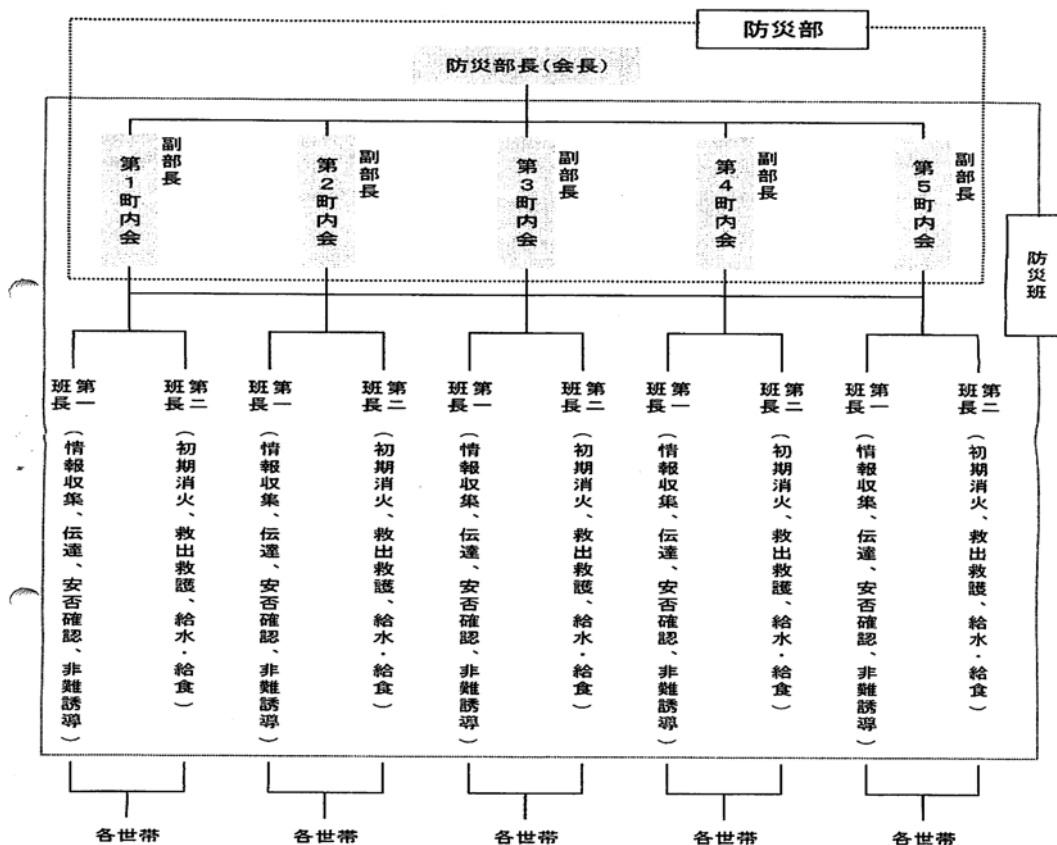 防災部
防災部長(会長)
第1町内会
副部長
第2町内会
副部長
第3町内会
副部長
第4町内会
副部長
第5町内会
副部長
防災班
第一
班長
(情報収集、伝達、安否確認、非難誘導)
第二
班長
(初期消火、救出救護、給水・給食)
第一
班長
(情報収集、伝達、安否確認、非難誘導)
第二
班長
(初期消火、救出救護、給水・給食)
第一
班長
(情報収集、伝達、安否確認、非難誘導)
第二
班長
(初期消火、救出救護、給水・給食)
第一
班長
(情報収集、伝達、安否確認、非難誘導)
第二
班長
(初期消火、救出救護、給水・給食)
第一
班長
(情報収集、伝達、安否確認、非難誘導)
第二
班長
(初期消火、救出救護、給水・給食)
各世帯
各世帯
各世帯
各世帯
各世帯